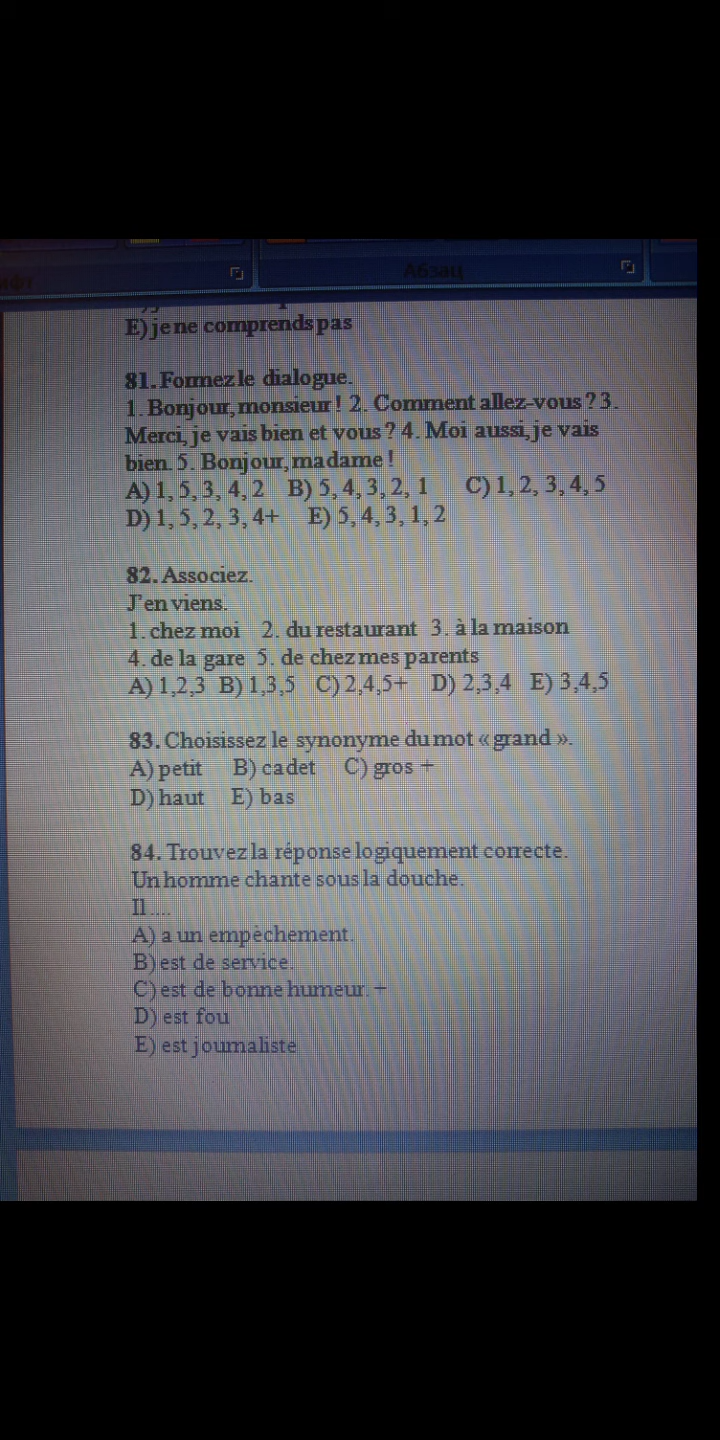 Абзац
E) je ne comprends pas
81. Formez le dialogue.
1. Bonjour, monsieur ! 2. Comment allez-vous ? 3.
Merci, je vais bien et vous ? 4. Moi aussi, je vais
bien. 5. Bonjour, madame !
A) 1, 5, 3, 4, 2 B) 5, 4, 3, 2, 1 C) 1, 2, 3, 4, 5
D) 1, 5, 2, 3, 4+ E) 5, 4, 3, 1, 2
82. Associez.
J'en viens.
1. chez moi 2. du restaurant 3. à la maison
4. de la gare 5. de chez mes parents
A) 1,2,3 B) 1,3,5 C) 2,4,5+ D) 2,3,4 E) 3,4,5
83. Choisissez le synonyme du mot « grand ».
A) petit B) cadet C) gros +
D) haut E) bas
84. Trouvez la réponse logiquement correcte.
Un homme chante sous la douche.
Il ....
A) a un empèchement.
B) est de service.
C) est de bonne humeur. +
D) est fou
E) est journaliste